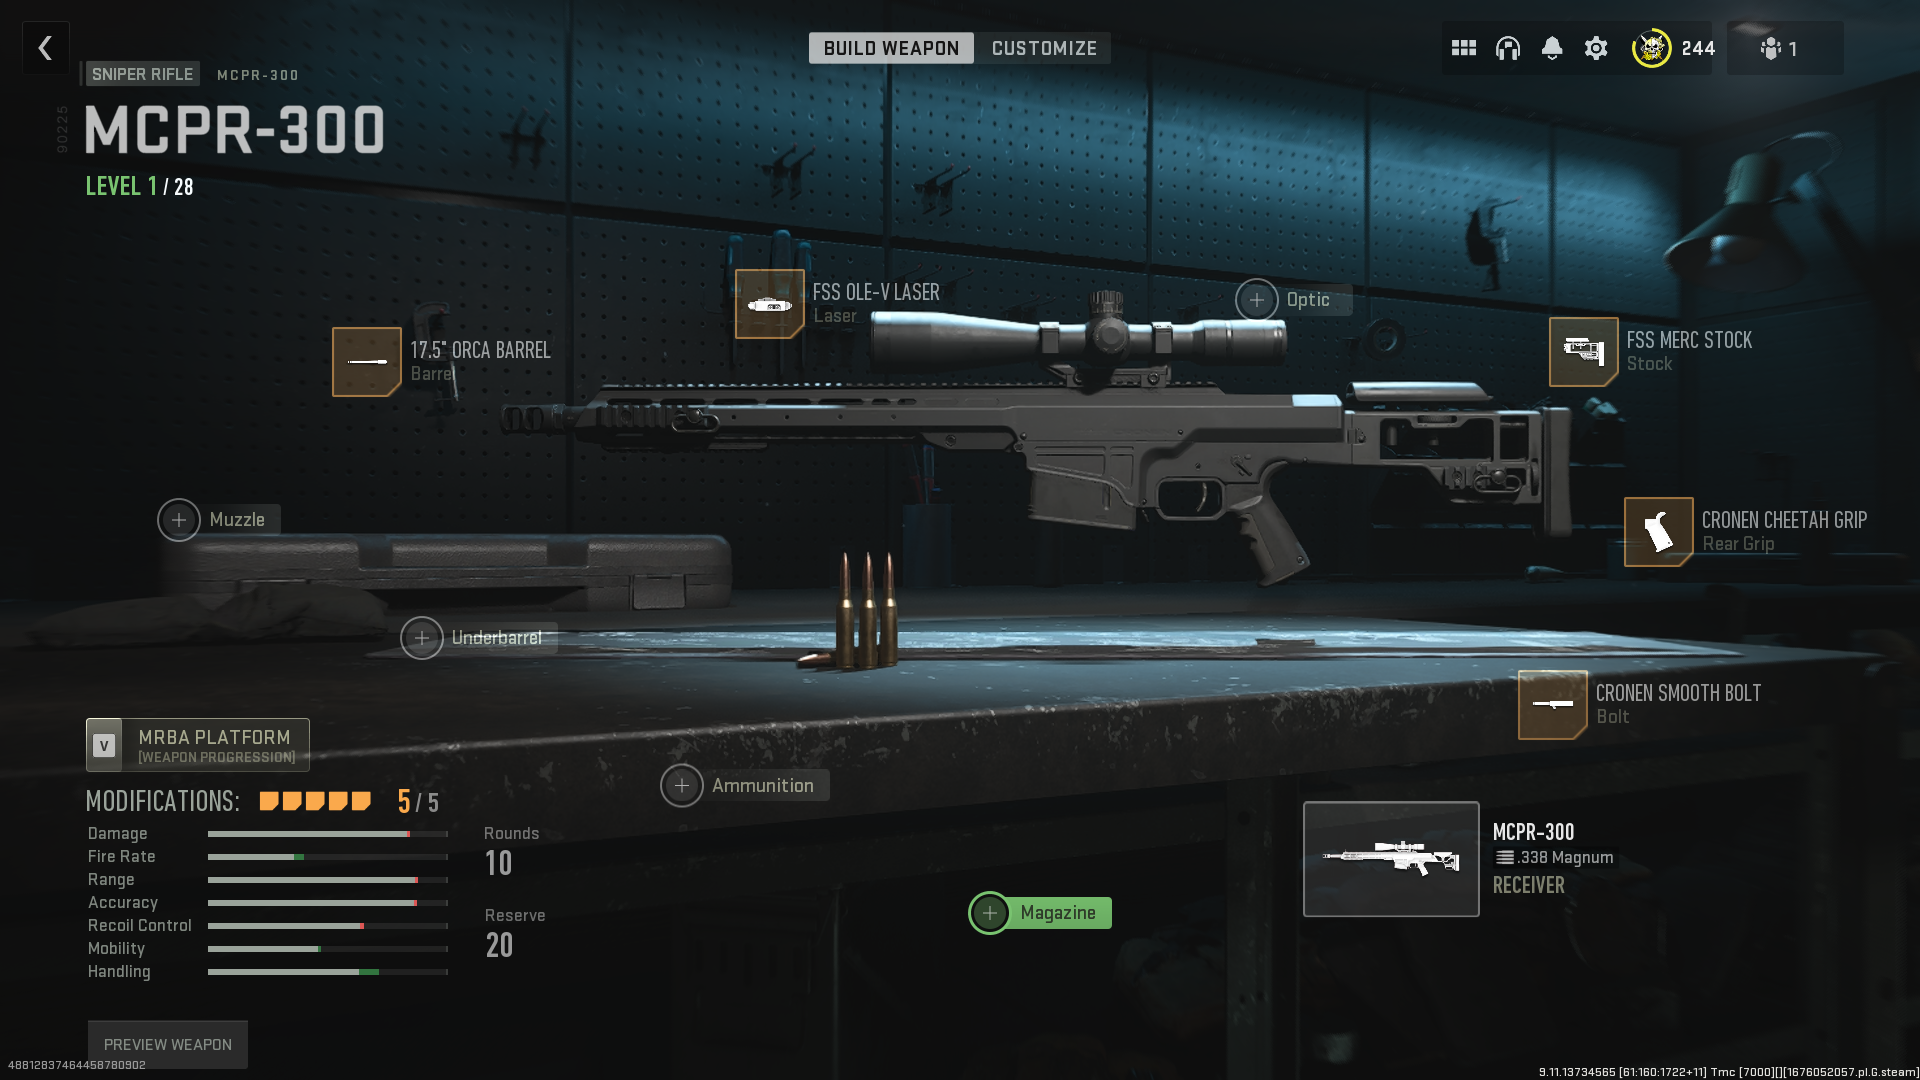 BUILD WEAPON
CUSTOMIZE
244
1
SNIPER RIFLE
MCPR-300
90225
MCPR-300
LEVEL 1 / 28
FSS OLE-V LASER
Laser
Optic
17.5" ORCA BARREL
Barrel
FSS MERC STOCK
Stock
Muzzle
CRONEN CHEETAH GRIP
Rear Grip
Underbarrel
CRONEN SMOOTH BOLT
Bolt
V
MRBA PLATFORM
[WEAPON PROGRESSION]
Ammunition
MODIFICATIONS: 5 / 5
Damage
Fire Rate
Range
Accuracy
Recoil Control
Mobility
Handling
Rounds
10
Reserve
20
MCPR-300
.338 Magnum
RECEIVER
Magazine
PREVIEW WEAPON
48812837464458780902
9.11.13734565 [61:160:1722+11] Tmc [7000][][1676052057.pl.G.steam]